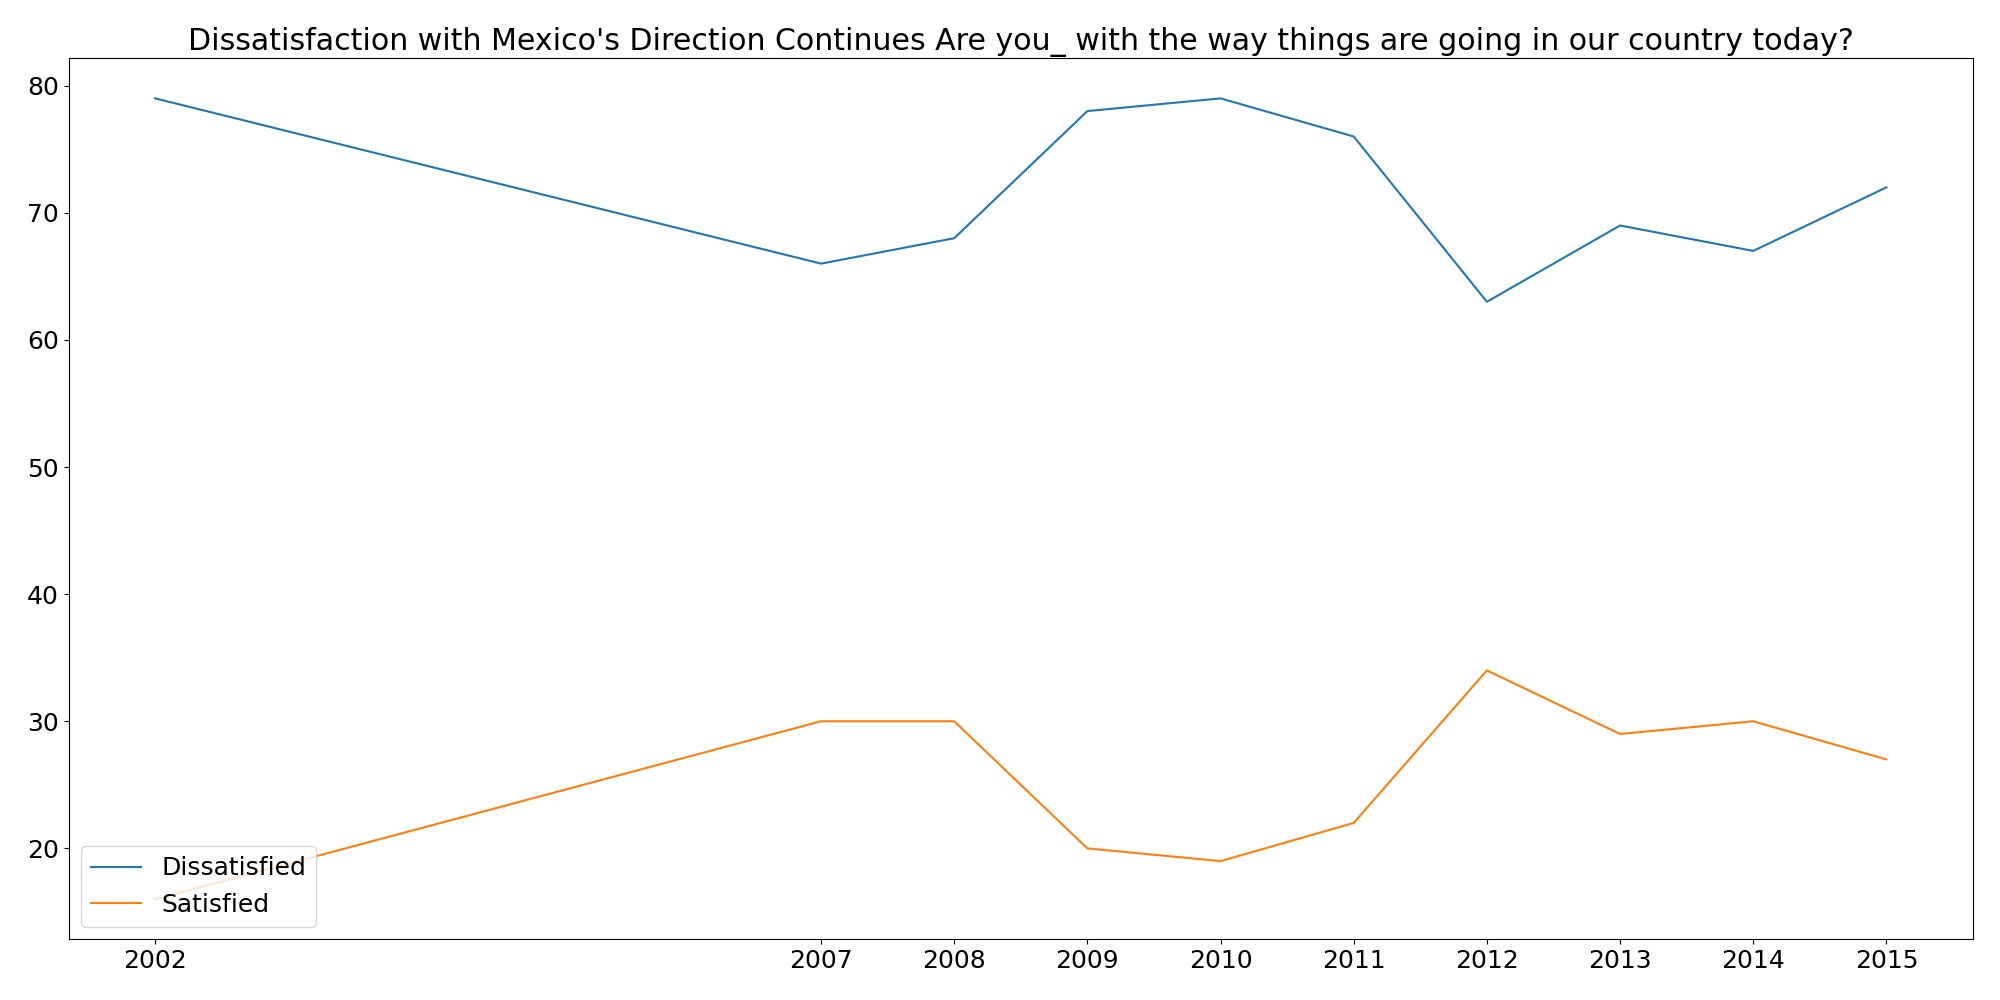 Dissatisfaction with Mexico's Direction Continues Are you_ with the way things are going in our country today?
80
70
60
50
40
30
20
Dissatisfied
Satisfied
2002 2007 2008 2009 2010 2011 2012 2013 2014 2015